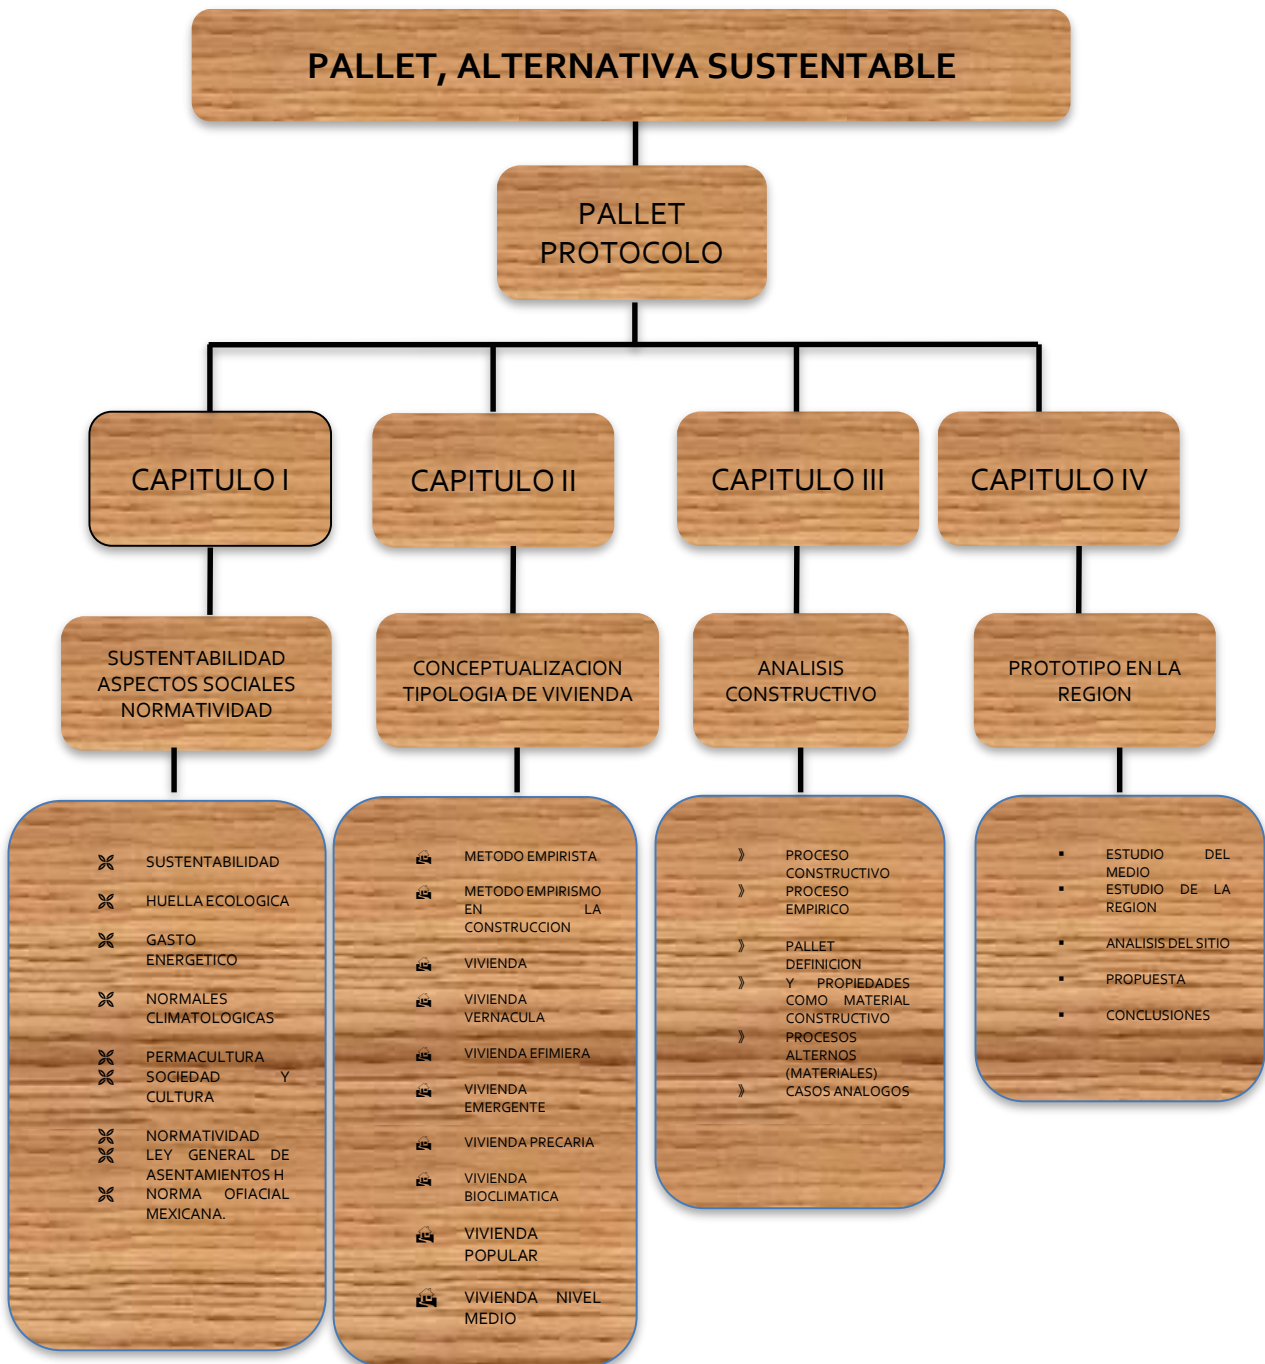 PALLET, ALTERNATIVA SUSTENTABLE
PALLET
PROTOCOLO
CAPITULO I
CAPITULO II
CAPITULO III
CAPITULO IV
SUSTENTABILIDAD
ASPECTOS SOCIALES
NORMATIVIDAD
CONCEPTUALIZACION
TIPOLOGIA DE VIVIENDA
ANALISIS
CONSTRUCTIVO
PROTOTIPO EN LA
REGION
SUSTENTABILIDAD
HUELLA ECOLOGICA
GASTO
ENERGETICO
NORMALES
CLIMATOLOGICAS
PERMACULTURA
SOCIEDAD Y
CULTURA
NORMATIVIDAD
LEY GENERAL DE
ASENTAMIENTOS H
NORMA OFIACIAL
MEXICANA.
METODO EMPIRISTA
METODO EMPIRISMO
EN LA
CONSTRUCCION
VIVIENDA
VIVIENDA
VERNACULA
VIVIENDA EFIMIERA
VIVIENDA
EMERGENTE
VIVIENDA PRECARIA
VIVIENDA
BIOCLIMATICA
VIVIENDA
POPULAR
VIVIENDA NIVEL
MEDIO
PROCESO
CONSTRUCTIVO
PROCESO
EMPIRICO
PALLET
DEFINICION
Y PROPIEDADES
COMO MATERIAL
CONSTRUCTIVO
PROCESOS
ALTERNOS
(MATERIALES)
CASOS ANALOGOS
ESTUDIO DEL
MEDIO
ESTUDIO DE LA
REGION
ANALISIS DEL SITIO
PROPUESTA
CONCLUSIONES